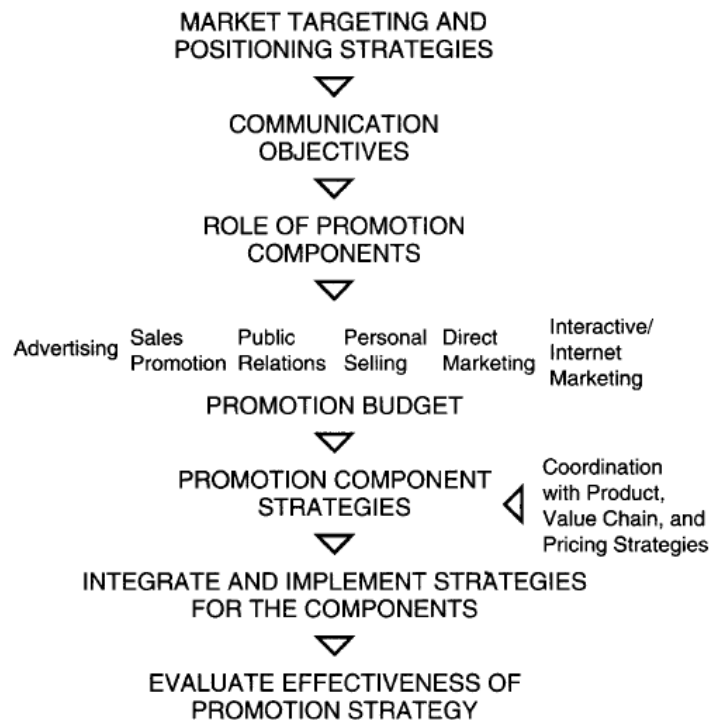 MARKET TARGETING AND
POSITIONING STRATEGIES
COMMUNICATION
OBJECTIVES
ROLE OF PROMOTION
COMPONENTS
Advertising
Sales
Promotion
Public
Relations
Personal
Selling
Direct
Marketing
Interactive/
Internet
Marketing
PROMOTION BUDGET
PROMOTION COMPONENT
STRATEGIES
Coordination
with Product,
Value Chain, and
Pricing Strategies
INTEGRATE AND IMPLEMENT STRATEGIES
FOR THE COMPONENTS
EVALUATE EFFECTIVENESS OF
PROMOTION STRATEGY